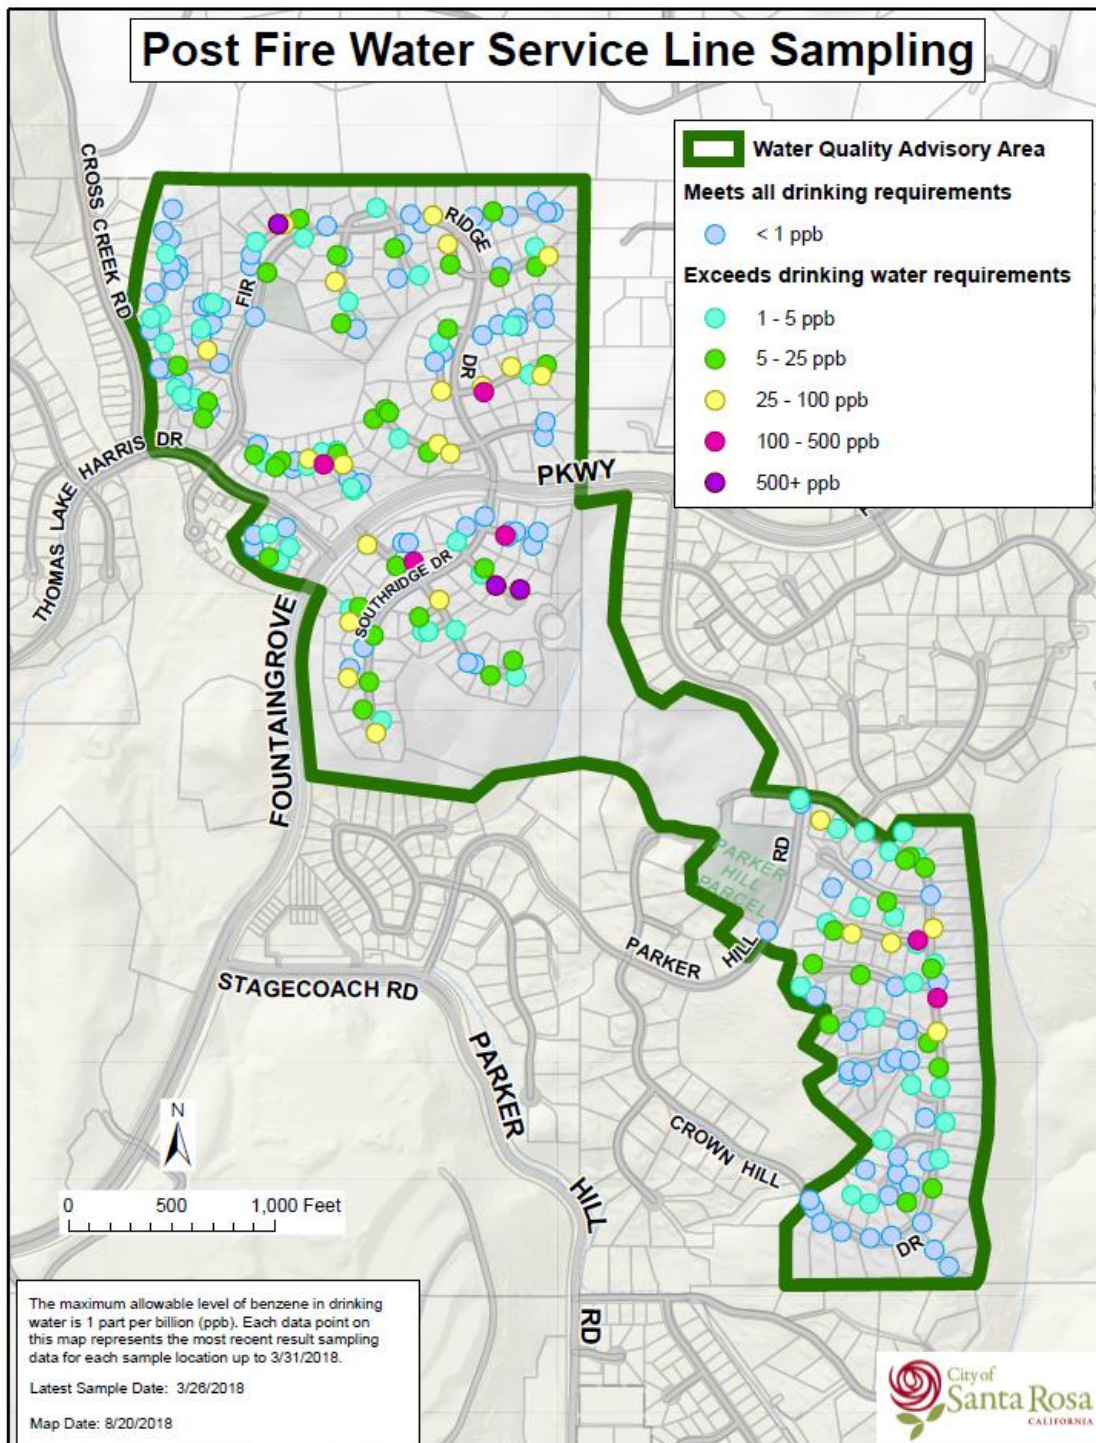 Post Fire Water Service Line Sampling
Water Quality Advisory Area
Meets all drinking requirements
< 1 ppb
Exceeds drinking water requirements
1 - 5 ppb
5 - 25 ppb
25 - 100 ppb
100 - 500 ppb
500+ ppb
CROSS CREEK RD
FIR
RIDGE
DR
THOMAS LAKE HARRIS DR
PKWY
SOUTHRIDGE DR
FOUNTAINGROVE
PARKER
HILL
PARCEL
RD
PARKER
HILL
STAGECOACH RD
PARKER
HILL
RD
CROWN HILL
DR
N
0 500 1,000 Feet
The maximum allowable level of benzene in drinking
water is 1 part per billion (ppb). Each data point on
this map represents the most recent result sampling
data for each sample location up to 3/31/2018.
Latest Sample Date: 3/26/2018
Map Date: 8/20/2018
City of
Santa Rosa
CALIFORNIA